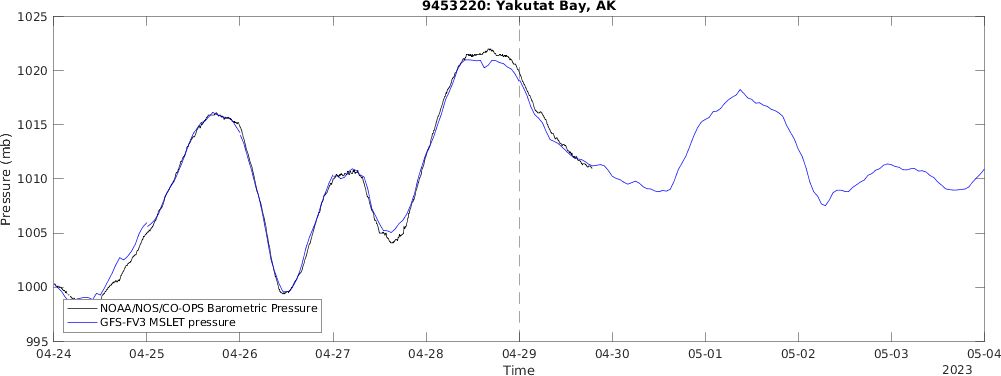 9453220: Yakutat Bay, AK
1025
1020
1015
1010
1005
1000
995
Pressure (mb)
NOAA/NOS/CO-OPS Barometric Pressure
GFS-FV3 MSLET pressure
04-24 04-25 04-26 04-27 04-28 04-29 04-30 05-01 05-02 05-03 05-04
Time
2023